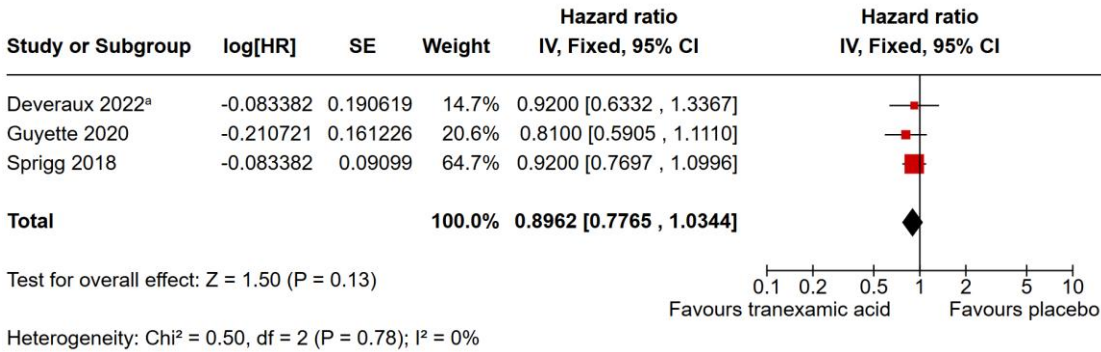 Hazard ratio Hazard ratio
Study or Subgroup log[HR] SE Weight IV, Fixed, 95% CI IV, Fixed, 95% CI
Deveraux 2022ᵃ -0.083382 0.190619 14.7% 0.9200 [0.6332 , 1.3367]
Guyette 2020 -0.210721 0.161226 20.6% 0.8100 [0.5905 , 1.1110]
Sprigg 2018 -0.083382 0.09099 64.7% 0.9200 [0.7697 , 1.0996]
Total 100.0% 0.8962 [0.7765 , 1.0344]
Test for overall effect: Z = 1.50 (P = 0.13)
0.1 0.2 0.5 1 2 5 10
Favours tranexamic acid Favours placebo
Heterogeneity: Chi² = 0.50, df = 2 (P = 0.78); I² = 0%